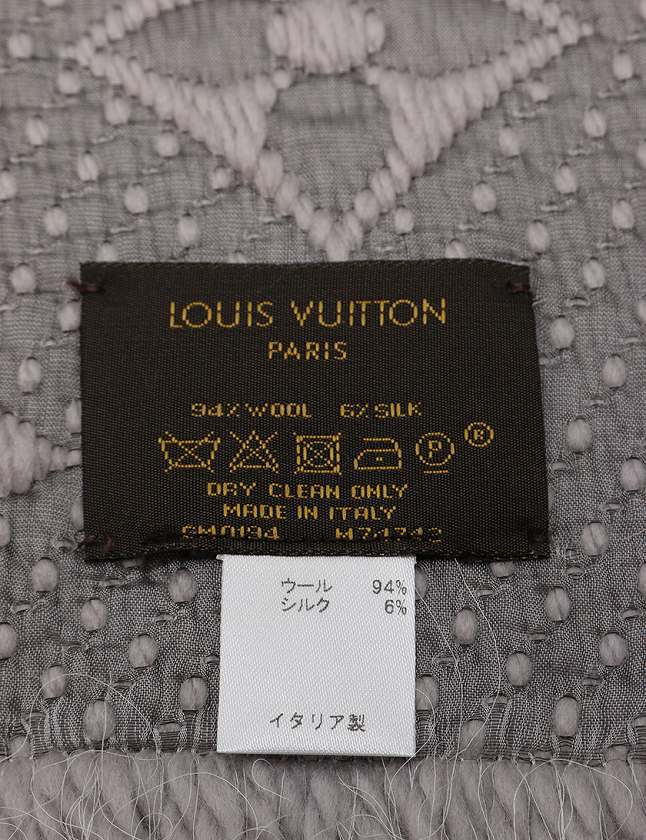 LOUIS VUITTON
PARIS
94% WOOL 6% SILK
P ®
DRY CLEAN ONLY
MADE IN ITALY
ウール 94%
シルク 6%
イタリア製